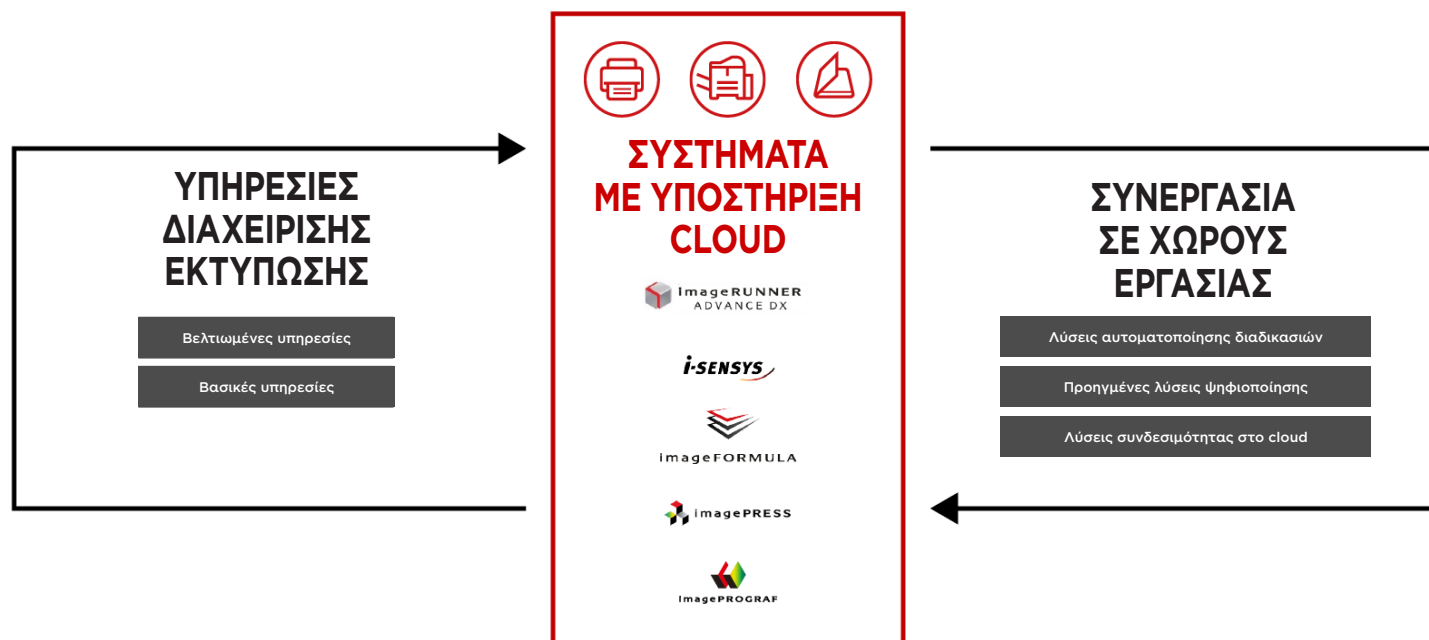 ΥΠΗΡΕΣΙΕΣ
ΔΙΑΧΕΙΡΙΣΗΣ
ΕΚΤΥΠΩΣΗΣ
Βελτιωμένες υπηρεσίες
Βασικές υπηρεσίες
ΣΥΣΤΗΜΑΤΑ
ΜΕ ΥΠΟΣΤΗΡΙΞΗ
CLOUD
imageRUNNER
ADVANCE DX
i-SENSYS
imageFORMULA
imagePRESS
imagePROGRAF
ΣΥΝΕΡΓΑΣΙΑ
ΣΕ ΧΩΡΟΥΣ
ΕΡΓΑΣΙΑΣ
Λύσεις αυτοματοποίησης διαδικασιών
Προηγμένες λύσεις ψηφιοποίησης
Λύσεις συνδεσιμότητας στο cloud